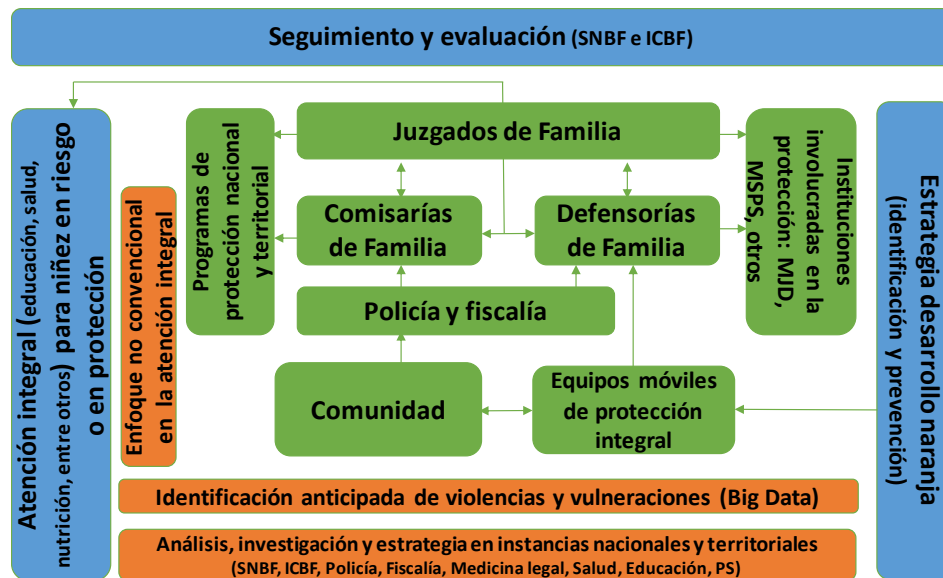 Seguimiento y evaluación (SNBF e ICBF)
Atención integral (educación, salud,
nutrición, entre otros) para niñez en riesgo
o en protección
Enfoque no convencional
en la atención integral
Programas de
protección nacional
y territorial
Juzgados de Familia
Comisarías
de Familia
Defensorías
de Familia
Policía y fiscalía
Comunidad
Equipos móviles
de protección
integral
Instituciones
involucradas en la
protección: MJD,
MSPS, otros
Estrategia desarrollo naranja
(identificación y prevención)
Identificación anticipada de violencias y vulneraciones (Big Data)
Análisis, investigación y estrategia en instancias nacionales y territoriales
(SNBF, ICBF, Policía, Fiscalía, Medicina legal, Salud, Educación, PS)